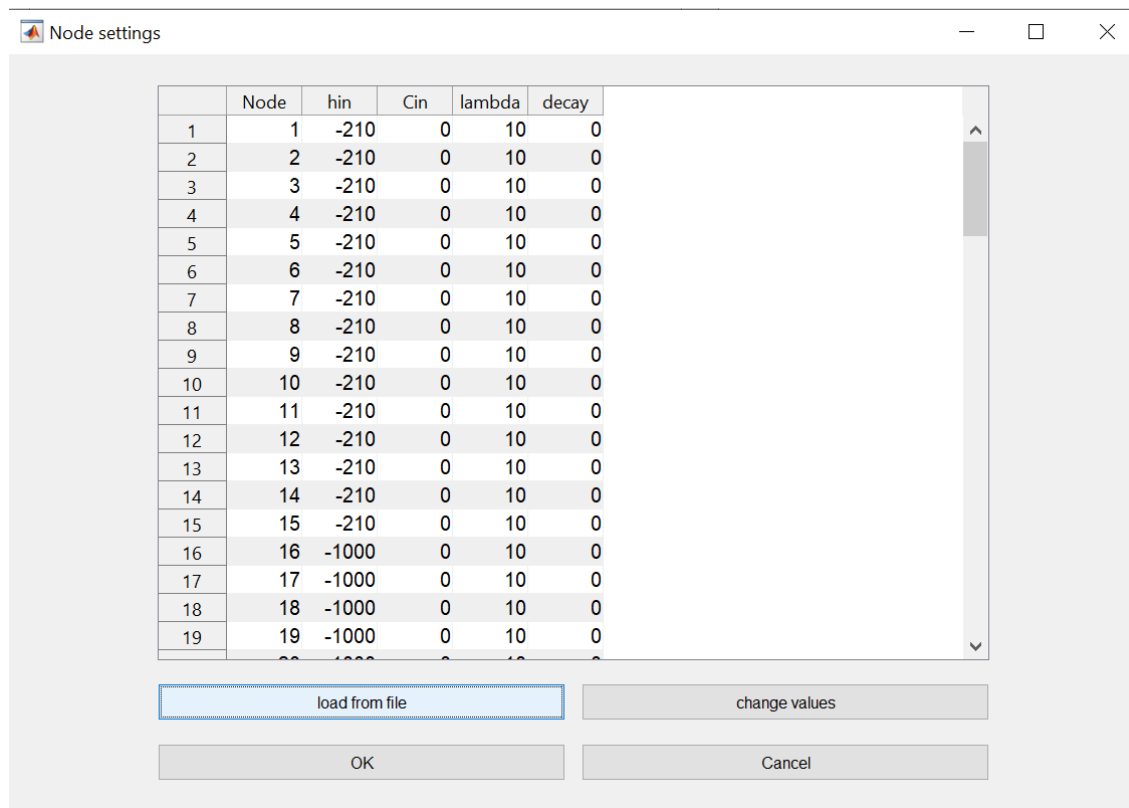 Node settings
Node hin Cin lambda decay
1 1 -210 0 10 0
2 2 -210 0 10 0
3 3 -210 0 10 0
4 4 -210 0 10 0
5 5 -210 0 10 0
6 6 -210 0 10 0
7 7 -210 0 10 0
8 8 -210 0 10 0
9 9 -210 0 10 0
10 10 -210 0 10 0
11 11 -210 0 10 0
12 12 -210 0 10 0
13 13 -210 0 10 0
14 14 -210 0 10 0
15 15 -210 0 10 0
16 16 -1000 0 10 0
17 17 -1000 0 10 0
18 18 -1000 0 10 0
19 19 -1000 0 10 0
load from file change values
OK Cancel